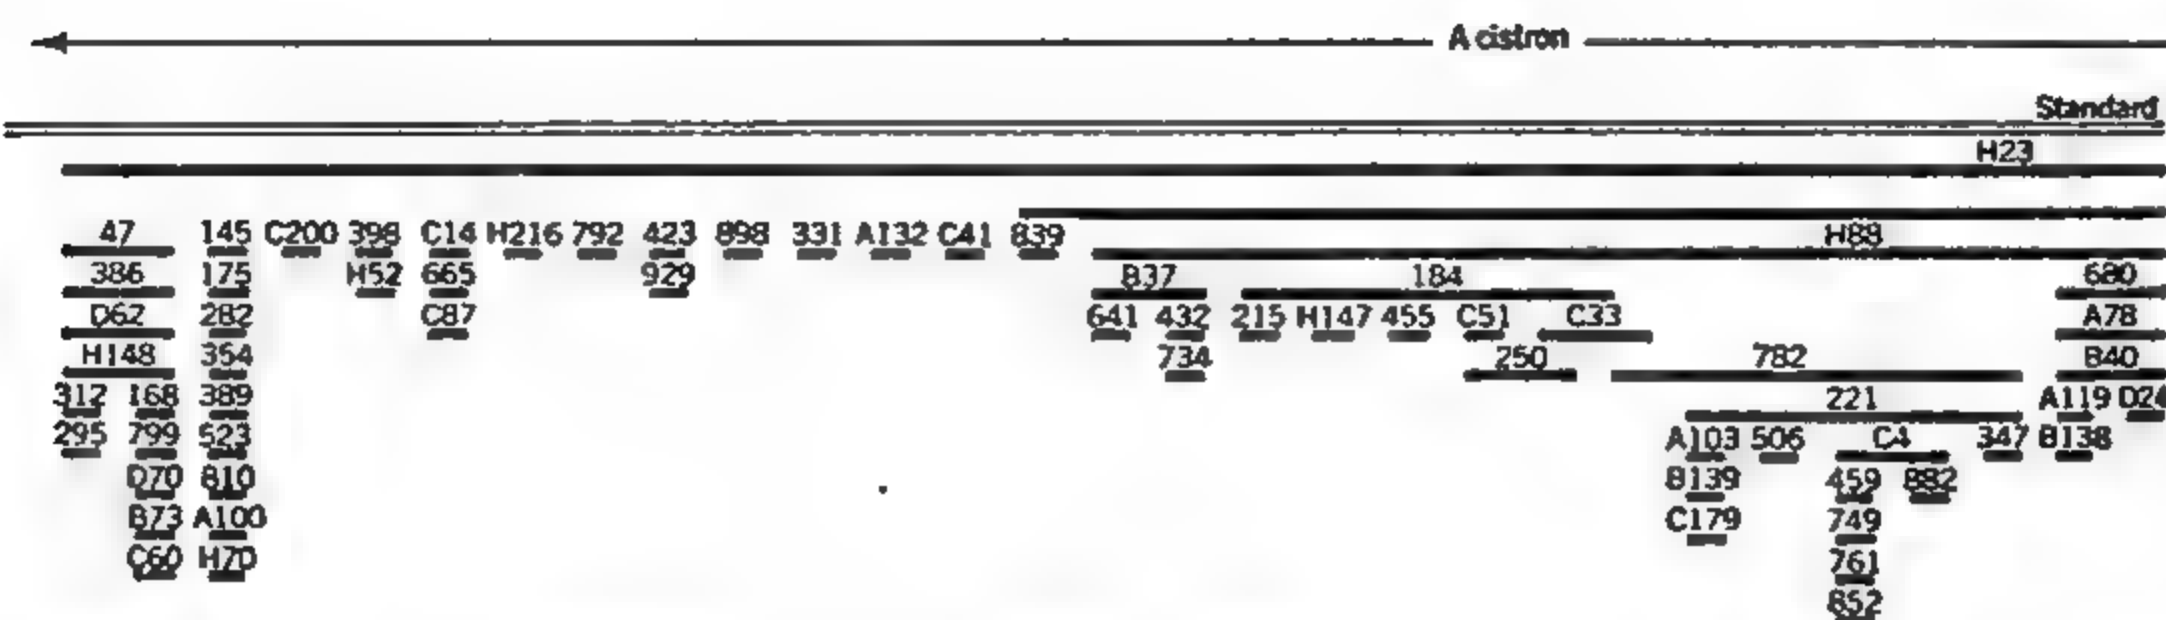 A cistron
Standard
H23
47 145 C200 398 C14 H216 792 423 898 331 A132 C41 839 H88
386 175 H52 665 929 B37 184 680
D62 282 C87 641 432 215 H147 455 C51 C33 A78
H148 354 734 250 782 B40
312 168 389 221 A119
295 799 523 A103 506 C4 347 B138
D70 810 B139 459 882
B73 A100 C179 749
C60 H70 761
852